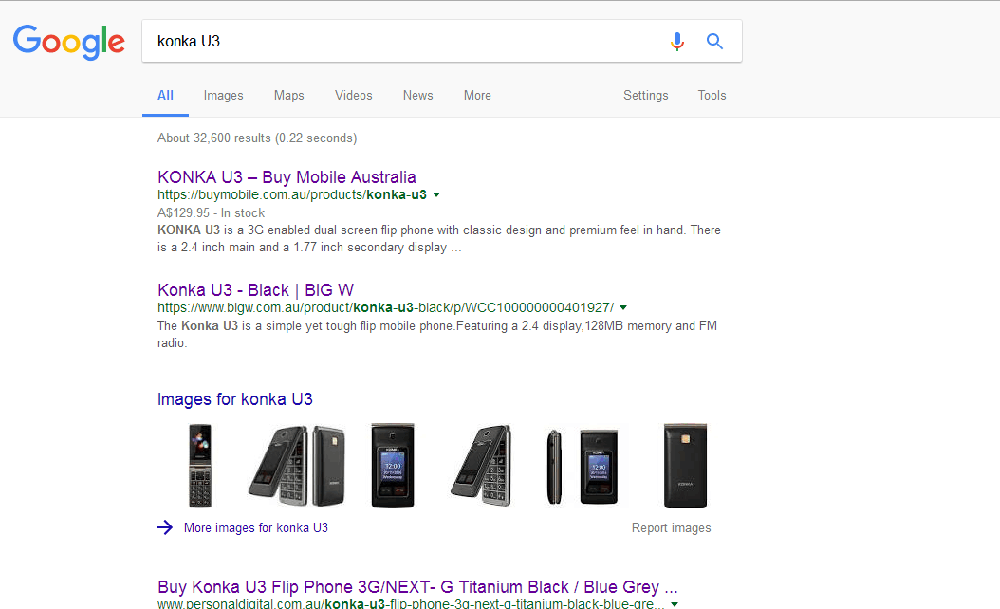 Google
konka U3
All Images Maps Videos News More Settings Tools
About 32,600 results (0.22 seconds)
KONKA U3 – Buy Mobile Australia
https://buymobile.com.au/products/konka-u3
A$129.95 - In stock
KONKA U3 is a 3G enabled dual screen flip phone with classic design and premium feel in hand. There
is a 2.4 inch main and a 1.77 inch secondary display ...
Konka U3 - Black | BIG W
https://www.bigw.com.au/product/konka-u3-black/p/WCC100000000401927/
The Konka U3 is a simple yet tough flip mobile phone.Featuring a 2.4 display,128MB memory and FM
radio.
Images for konka U3
12:00
12:00
KONKA
More images for konka U3
Report images
Buy Konka U3 Flip Phone 3G/NEXT- G Titanium Black / Blue Grey ...
www.personaldigital.com.au/konka-u3-flip-phone-3g-next-g-titanium-black-blue-gre...